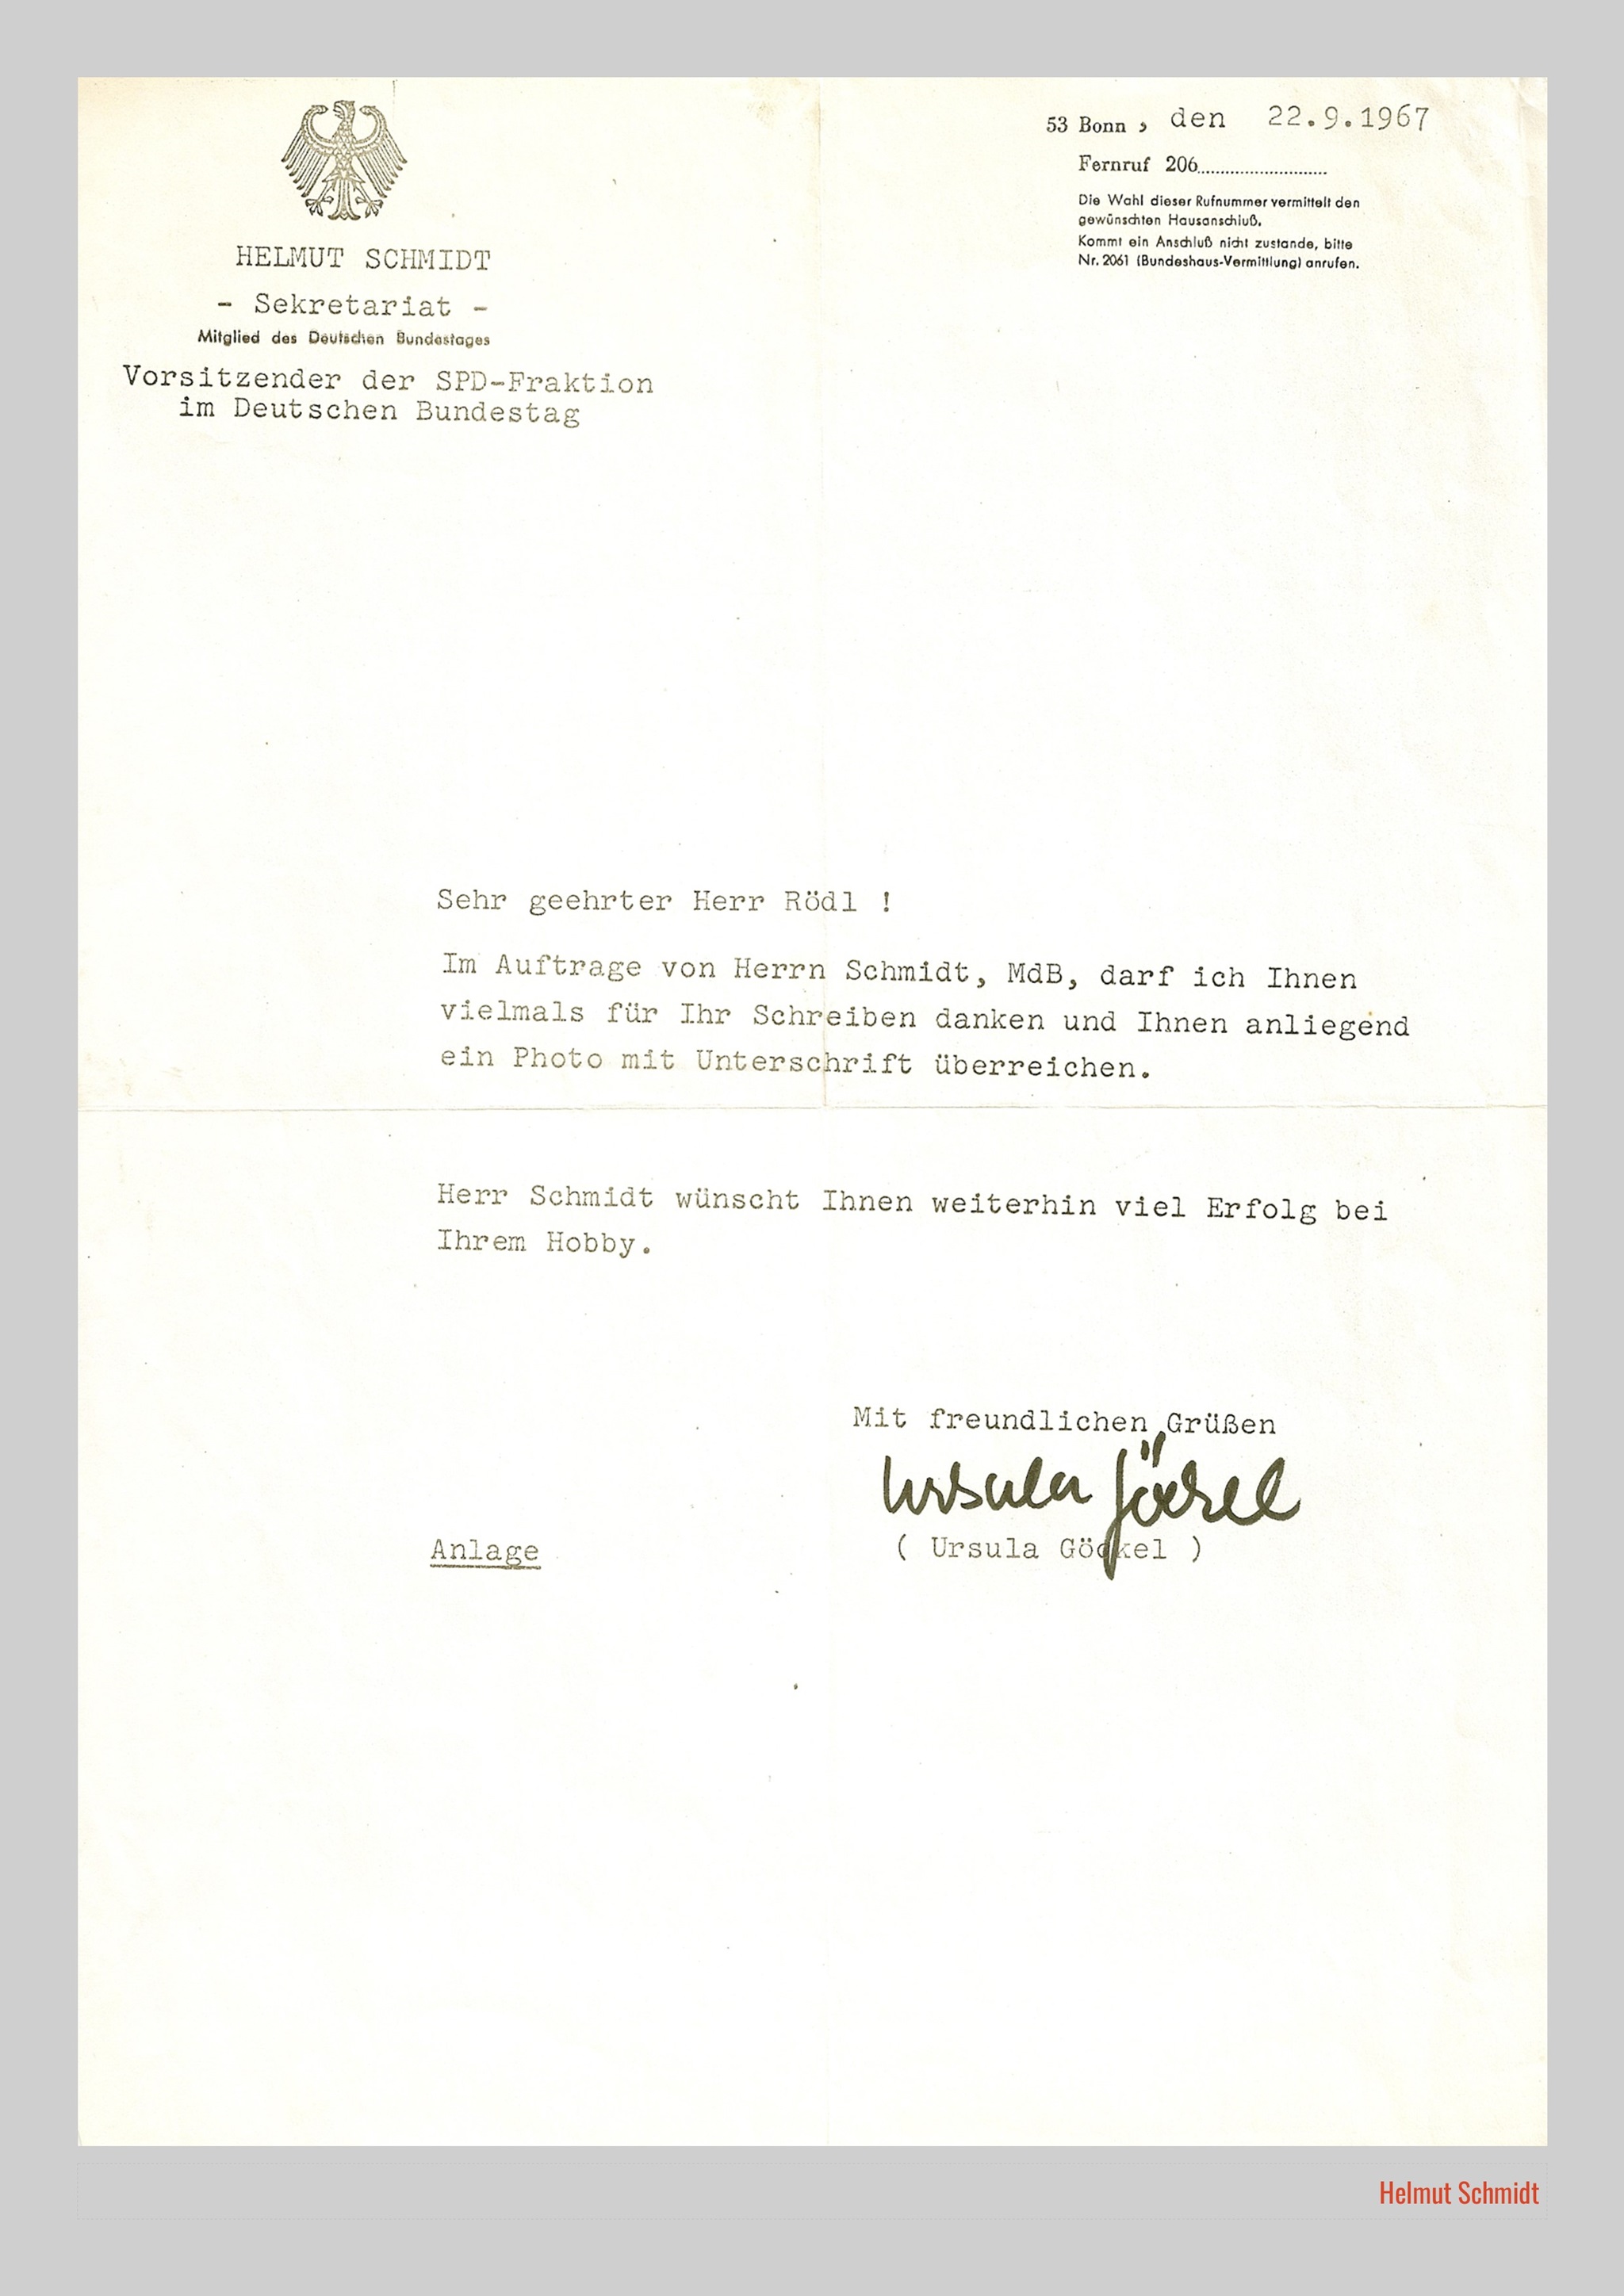 HELMUT SCHMIDT
- Sekretariat -
Mitglied des Deutschen Bundestages
Vorsitzender der SPD-Fraktion
im Deutschen Bundestag
53 Bonn, den 22.9.1967
Fernruf 206
Die Wahl dieser Rufnummer vermittelt den
gewünschten Hausanschluß.
Kommt ein Anschluß nicht zustande, bitte
Nr. 2061 (Bundeshaus-Vermittlung) anrufen.
Sehr geehrter Herr Rödl !
Im Auftrage von Herrn Schmidt, MdB, darf ich Ihnen
vielmals für Ihr Schreiben danken und Ihnen anliegend
ein Photo mit Unterschrift überreichen.
Herr Schmidt wünscht Ihnen weiterhin viel Erfolg bei
Ihrem Hobby.
Mit freundlichen Grüßen
Ursula Göckel
( Ursula Göckel )
Anlage
Helmut Schmidt